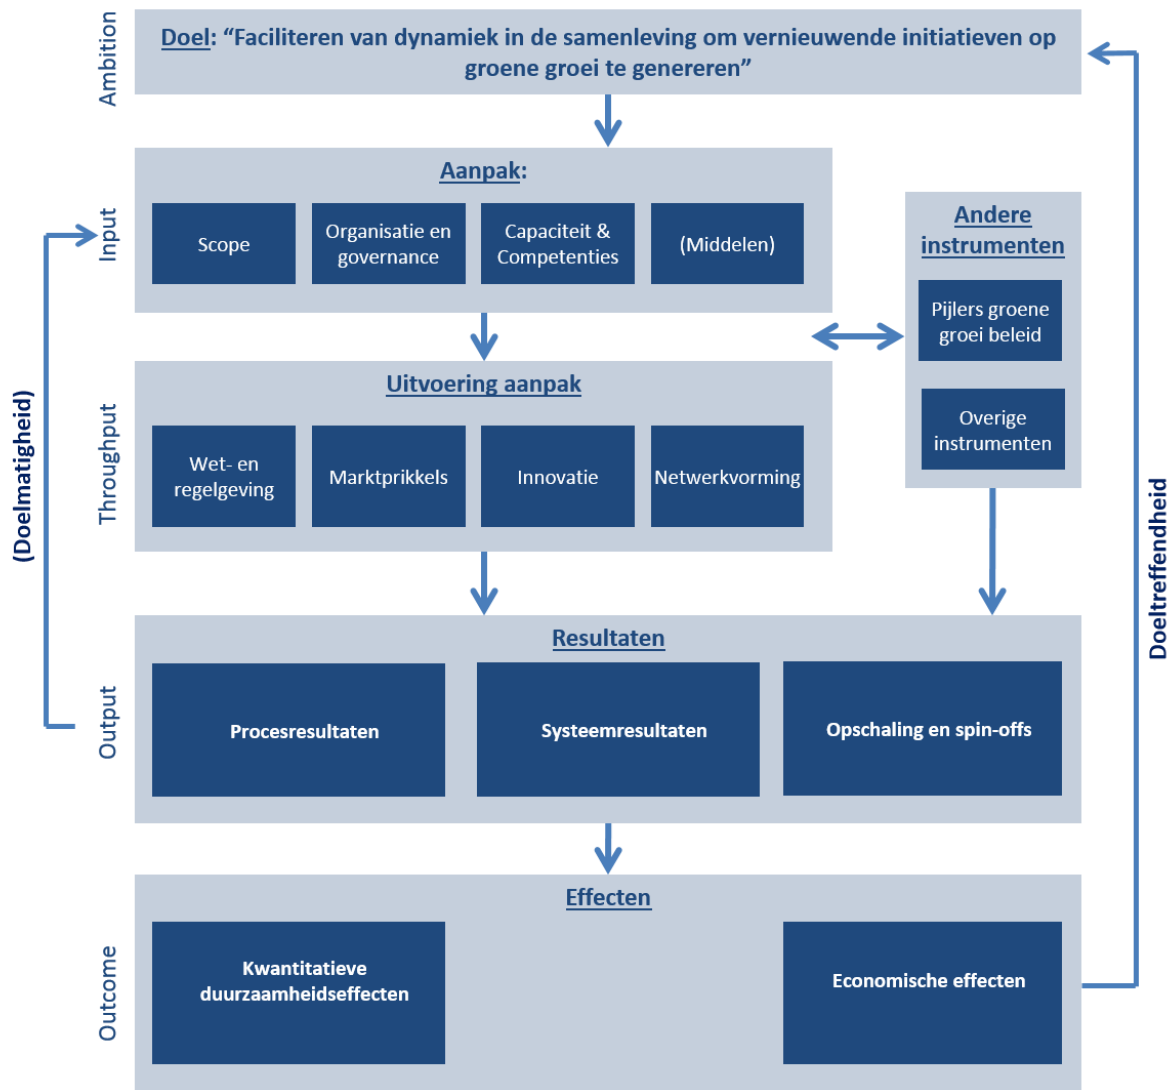 Ambition
Doel: “Faciliteren van dynamiek in de samenleving om vernieuwende initiatieven op
groene groei te genereren”
Input
Aanpak:
Scope
Organisatie en
governance
Capaciteit &
Competenties
(Middelen)
Andere
instrumenten
Pijlers groene
groei beleid
Overige
instrumenten
Throughput
Uitvoering aanpak
Wet- en
regelgeving
Marktprikkels
Innovatie
Netwerkvorming
(Doelmatigheid)
Doeltreffendheid
Output
Resultaten
Procesresultaten
Systeemresultaten
Opschaling en spin-offs
Outcome
Effecten
Kwantitatieve
duurzaamheidseffecten
Economische effecten